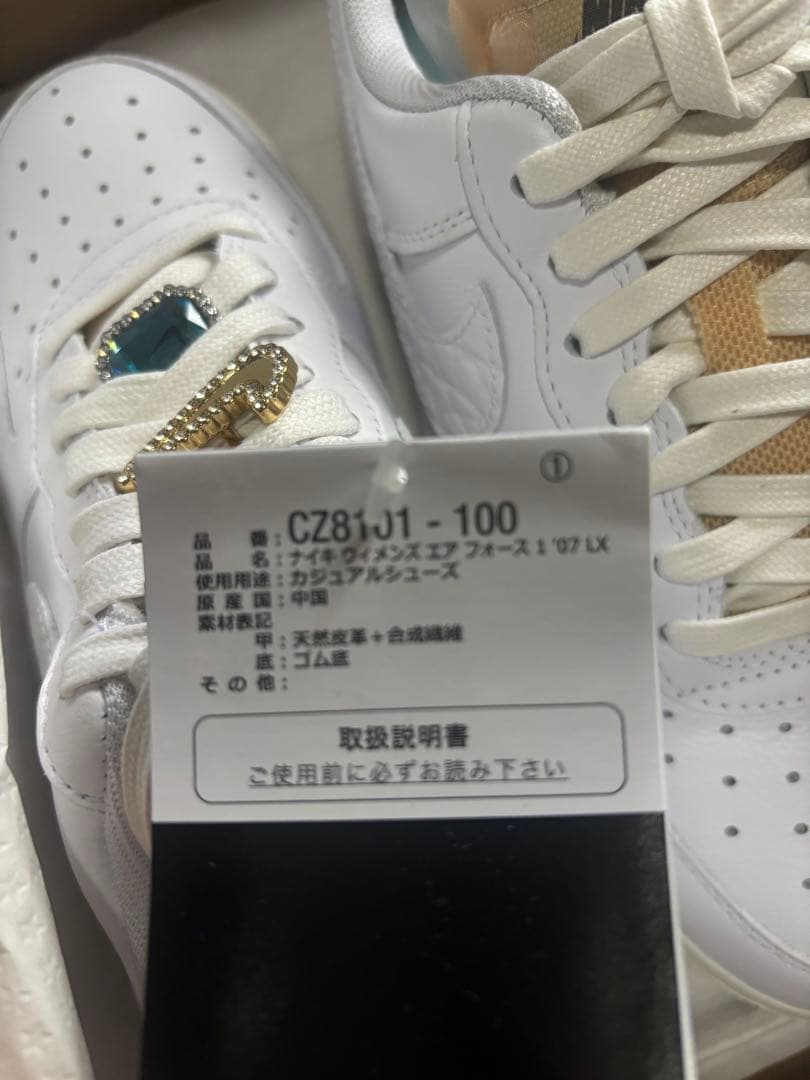 ①
品番：CZ8101 - 100
品名：ナイキ ウィメンズ エア フォース 1 '07 LX
使用用途：カジュアルシューズ
原産国：中国
素材表記
甲：天然皮革＋合成繊維
底：ゴム底
その他：
取扱説明書
ご使用前に必ずお読み下さい